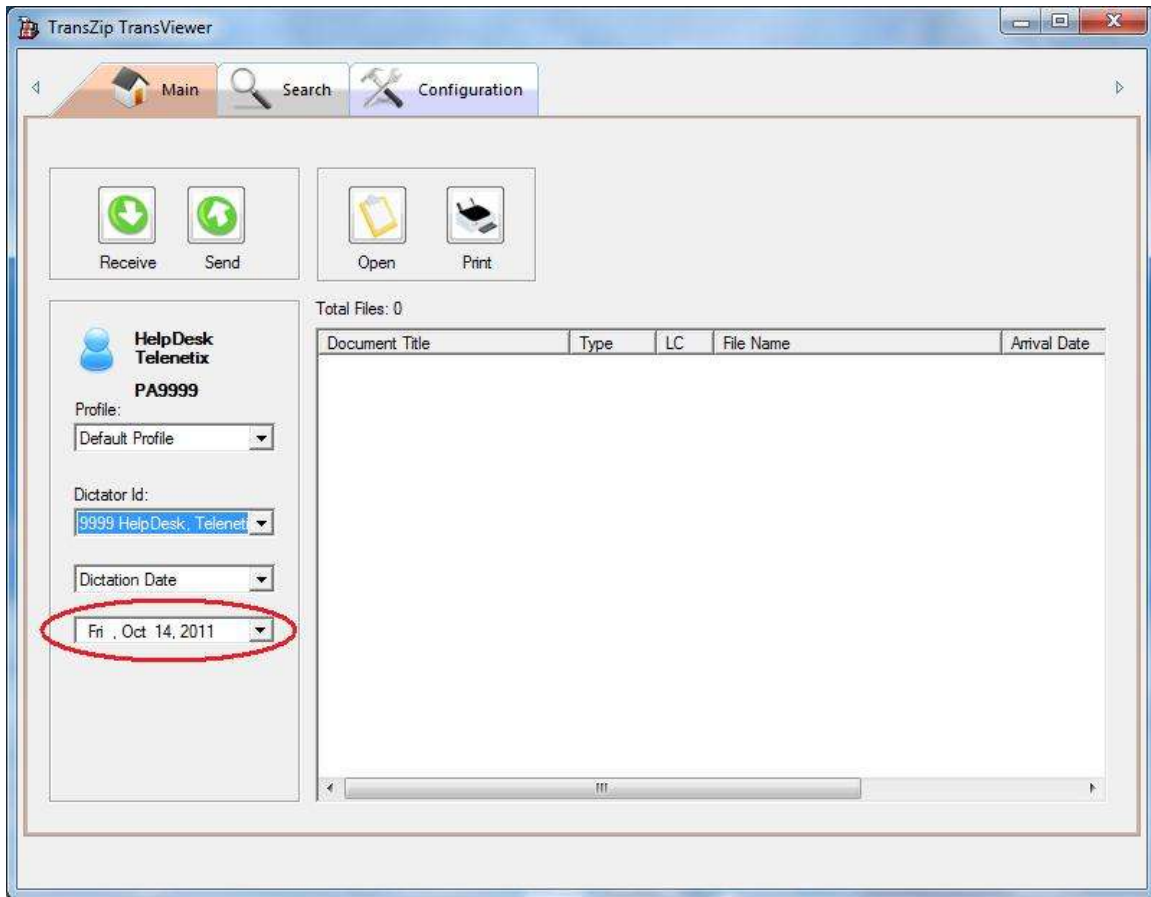 TransZip TransViewer
Main Search Configuration
Receive Send Open Print
Total Files: 0
HelpDesk
Telenetix
PA9999
Profile:
Default Profile
Dictator Id:
9999 HelpDesk, Teleneti
Dictation Date
Fri , Oct 14, 2011
Document Title Type LC File Name Arrival Date